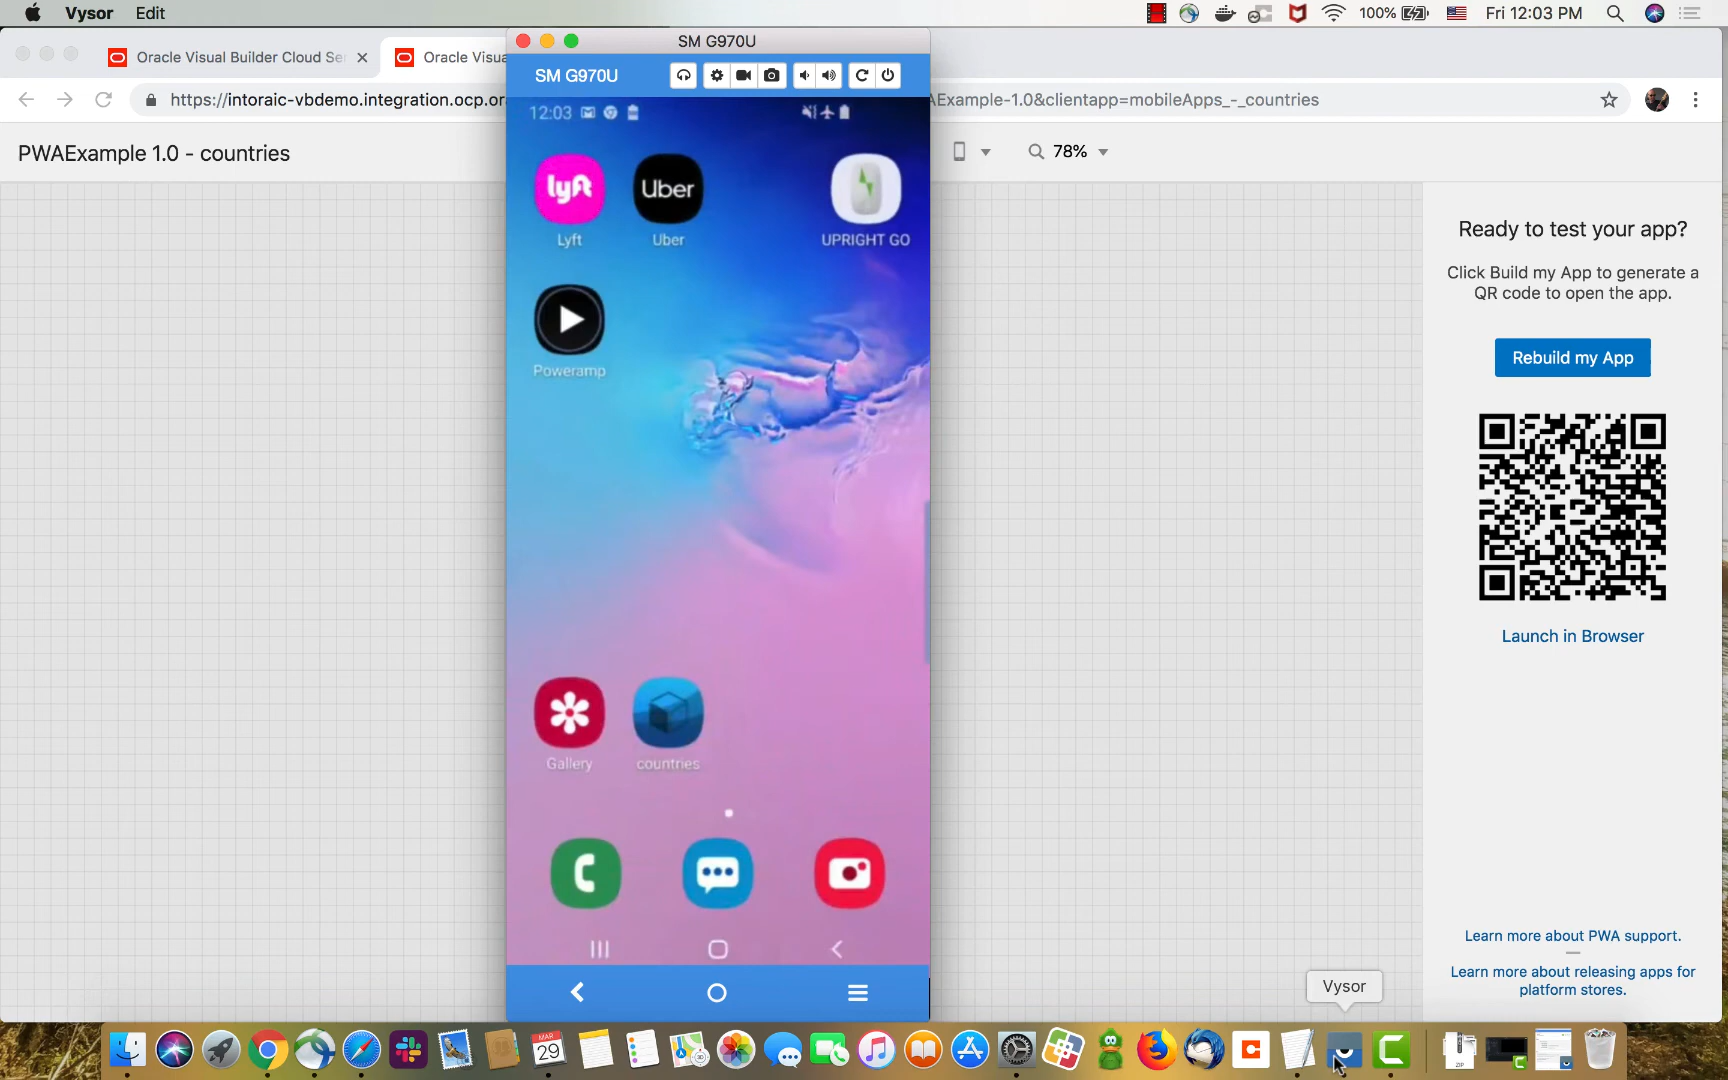 Vysor Edit
100% Fri 12:03 PM
SM G970U
Oracle Visual Builder Cloud Se
Oracle Visua
SM G970U
https://intoraic-vbdemo.integration.ocp.or
AExample-1.0&clientapp=mobileApps_-_countries
12:03
PWAExample 1.0 - countries
78%
lyft
Uber
Lyft
Uber
UPRIGHT GO
Poweramp
Gallery
countries
Ready to test your app?
Click Build my App to generate a
QR code to open the app.
Rebuild my App
Launch in Browser
Learn more about PWA support.
Learn more about releasing apps for
platform stores.
Vysor
MAR
29
ZIP